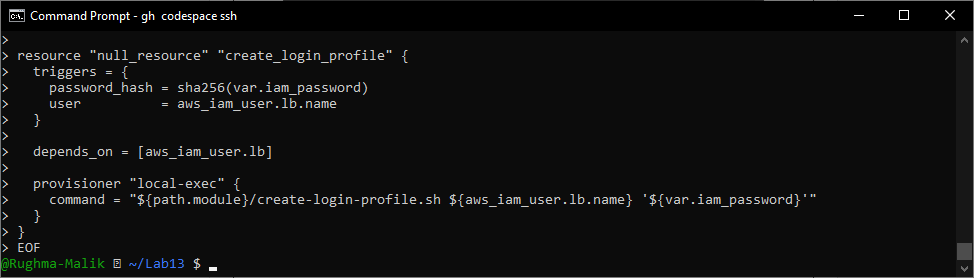 Command Prompt - gh  codespace ssh
>
> resource "null_resource" "create_login_profile" {
>   triggers = {
>     password_hash = sha256(var.iam_password)
>     user          = aws_iam_user.lb.name
>   }
>
>   depends_on = [aws_iam_user.lb]
>
>   provisioner "local-exec" {
>     command = "${path.module}/create-login-profile.sh ${aws_iam_user.lb.name} '${var.iam_password}'"
>   }
> }
> EOF
@Rughma-Malik ~/Lab13 $